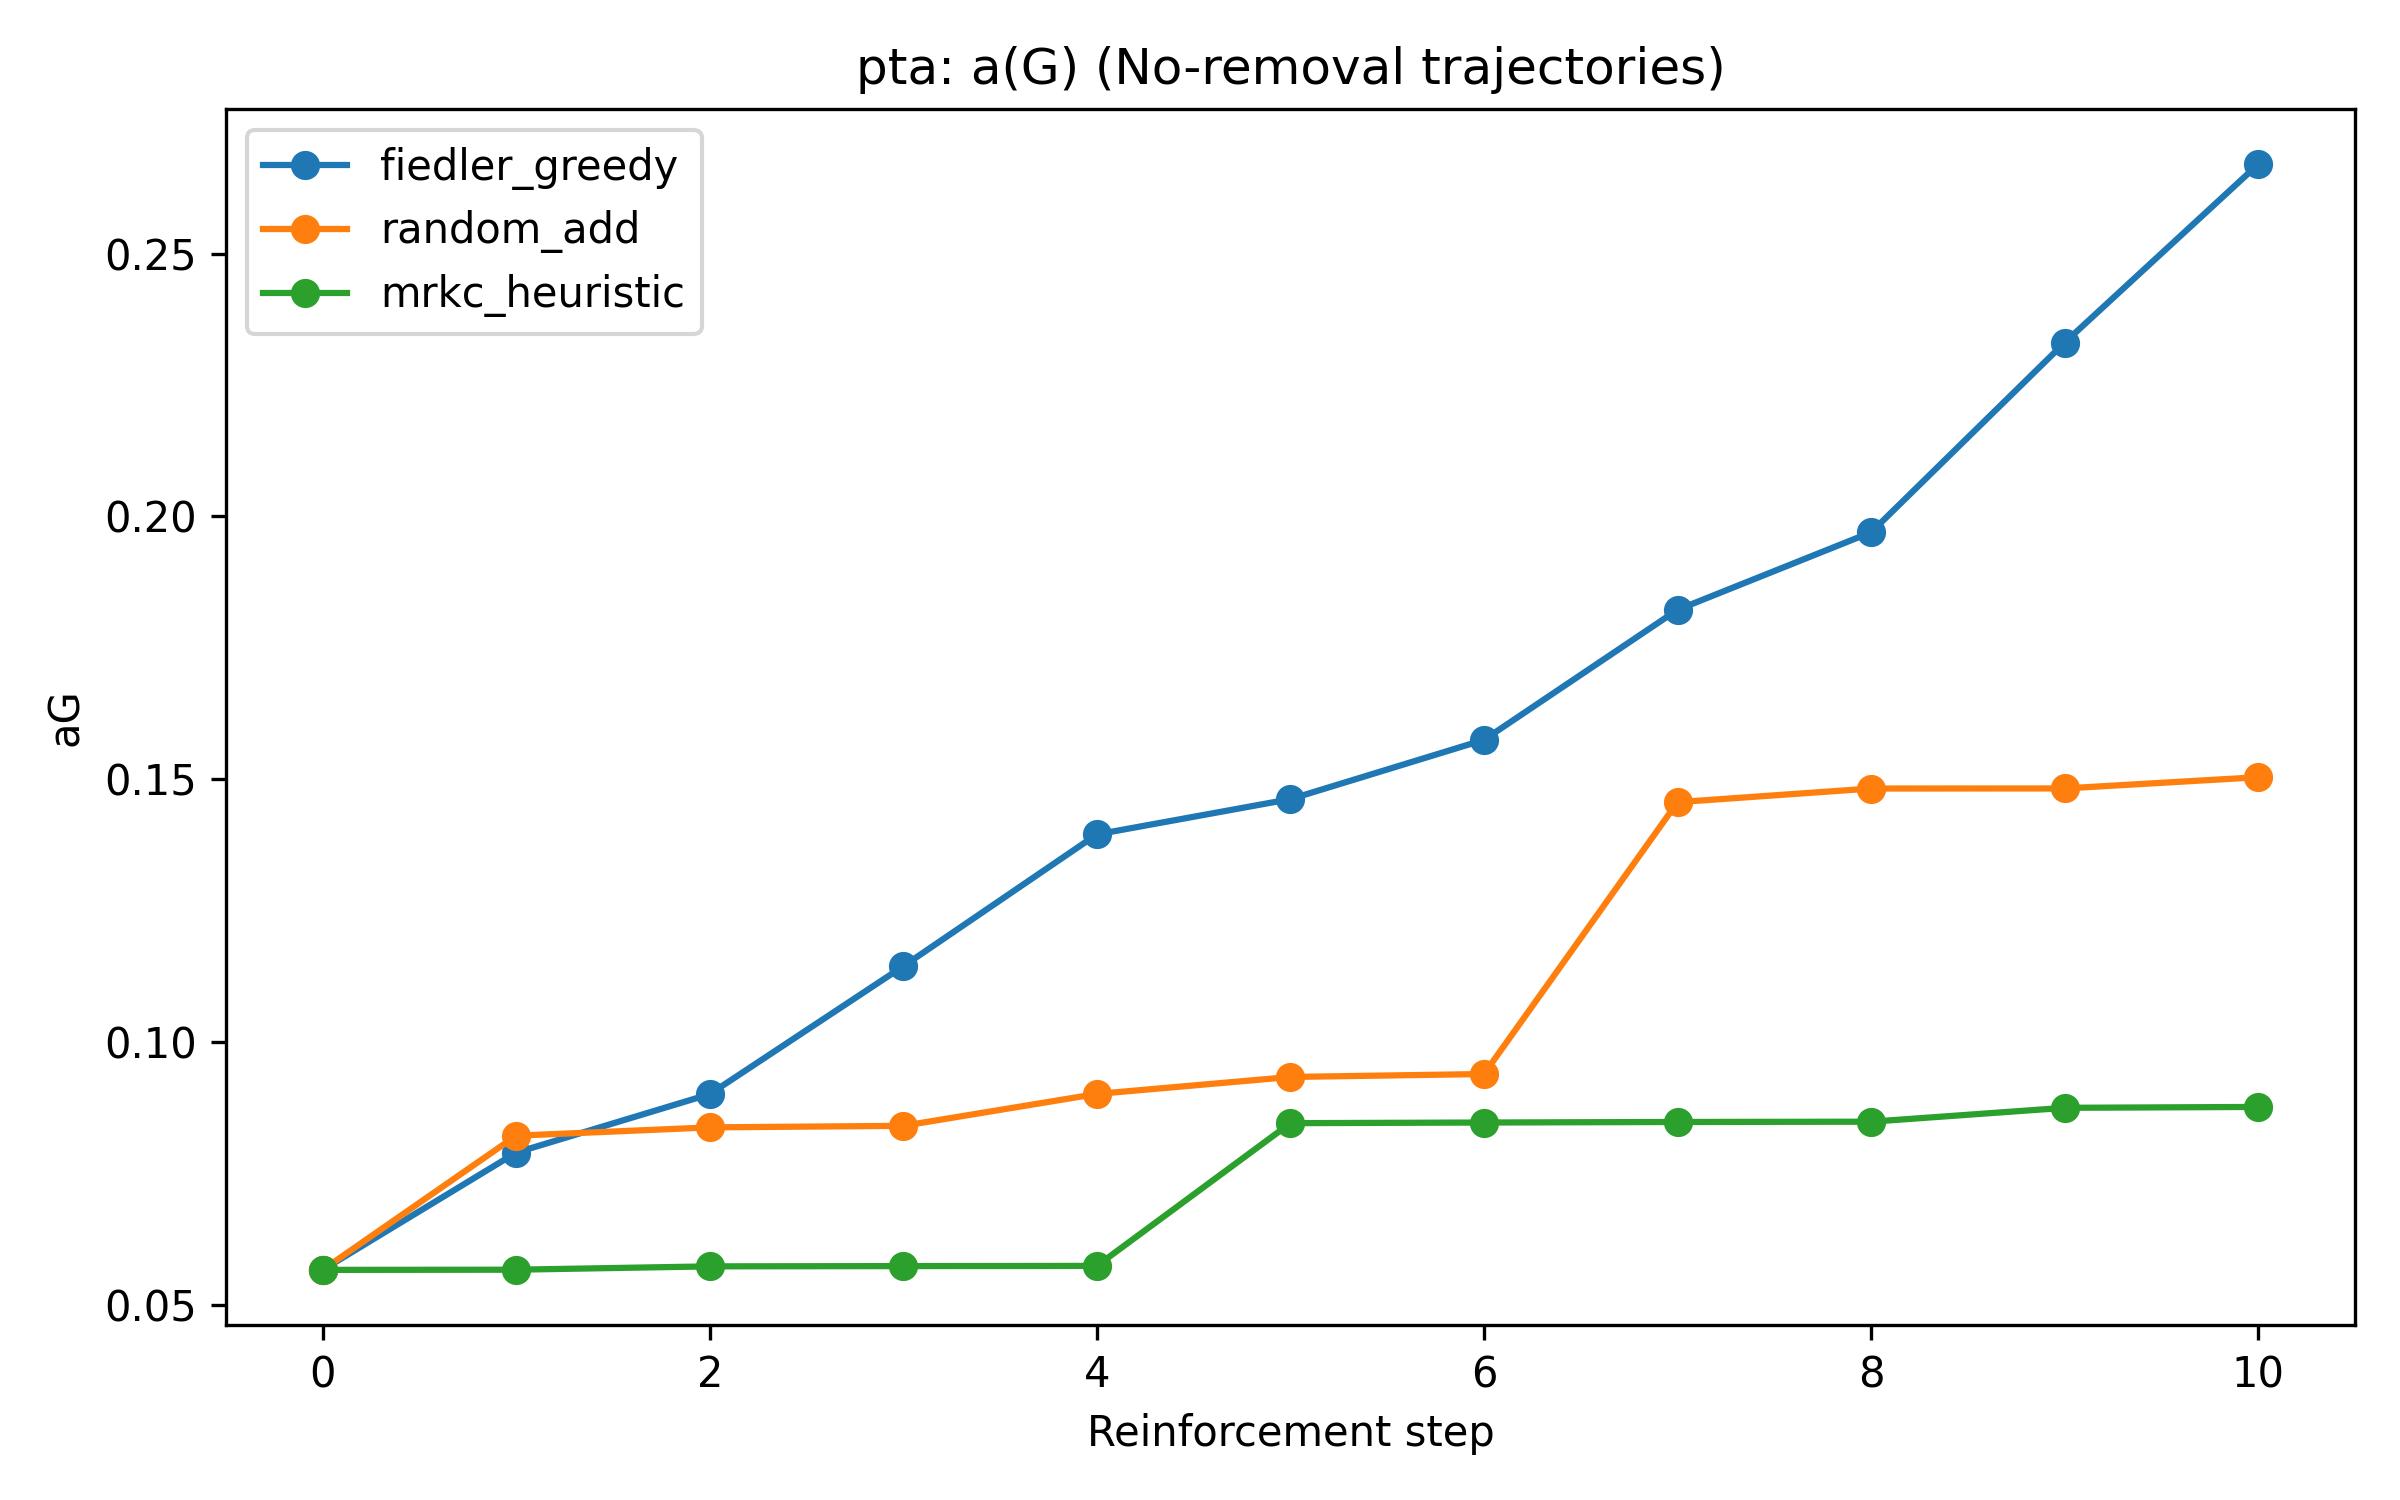 pta: a(G) (No-removal trajectories)
fiedler_greedy
random_add
mrkc_heuristic
0.25
0.20
0.15
0.10
0.05
aG
0 2 4 6 8 10
Reinforcement step